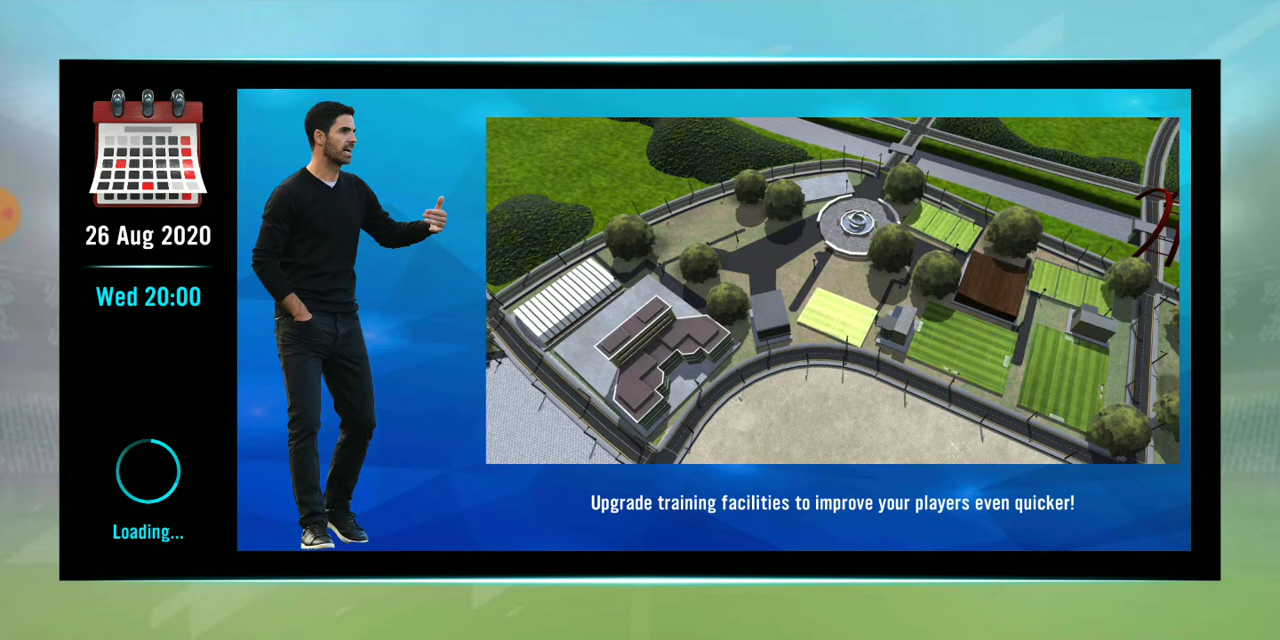 26 Aug 2020
Wed 20:00
Loading...
Upgrade training facilities to improve your players even quicker!